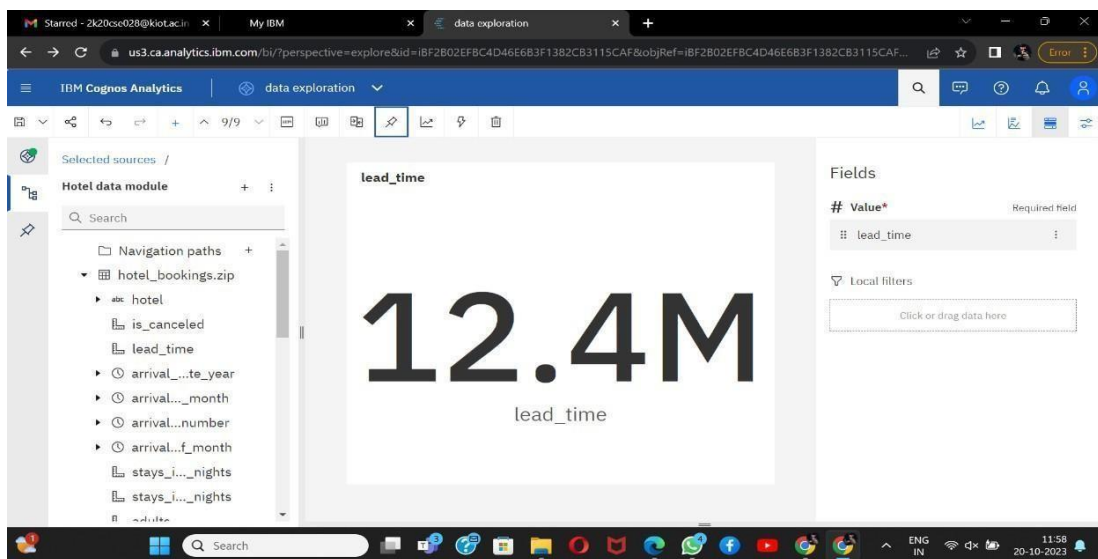 Starred - 2k20cse028@kiot.ac.in
My IBM
data exploration
us3.ca.analytics.ibm.com/bi/?perspective=explore&id=iBF2B02EFBC4D46E6B3F1382CB3115CAF&objRef=iBF2B02EFBC4D46E6B3F1382CB3115CAF...
Error
IBM Cognos Analytics
data exploration
9/9
Selected sources /
Hotel data module
Search
Navigation paths
hotel_bookings.zip
abc hotel
is_canceled
lead_time
arrival_...te_year
arrival..._month
arrival...number
arrival...f_month
stays_i..._nights
stays_i..._nights
adults
lead_time
12.4M
lead_time
Fields
# Value*
Required field
lead_time
Local filters
Click or drag data here
Search
ENG
IN
11:58
20-10-2023